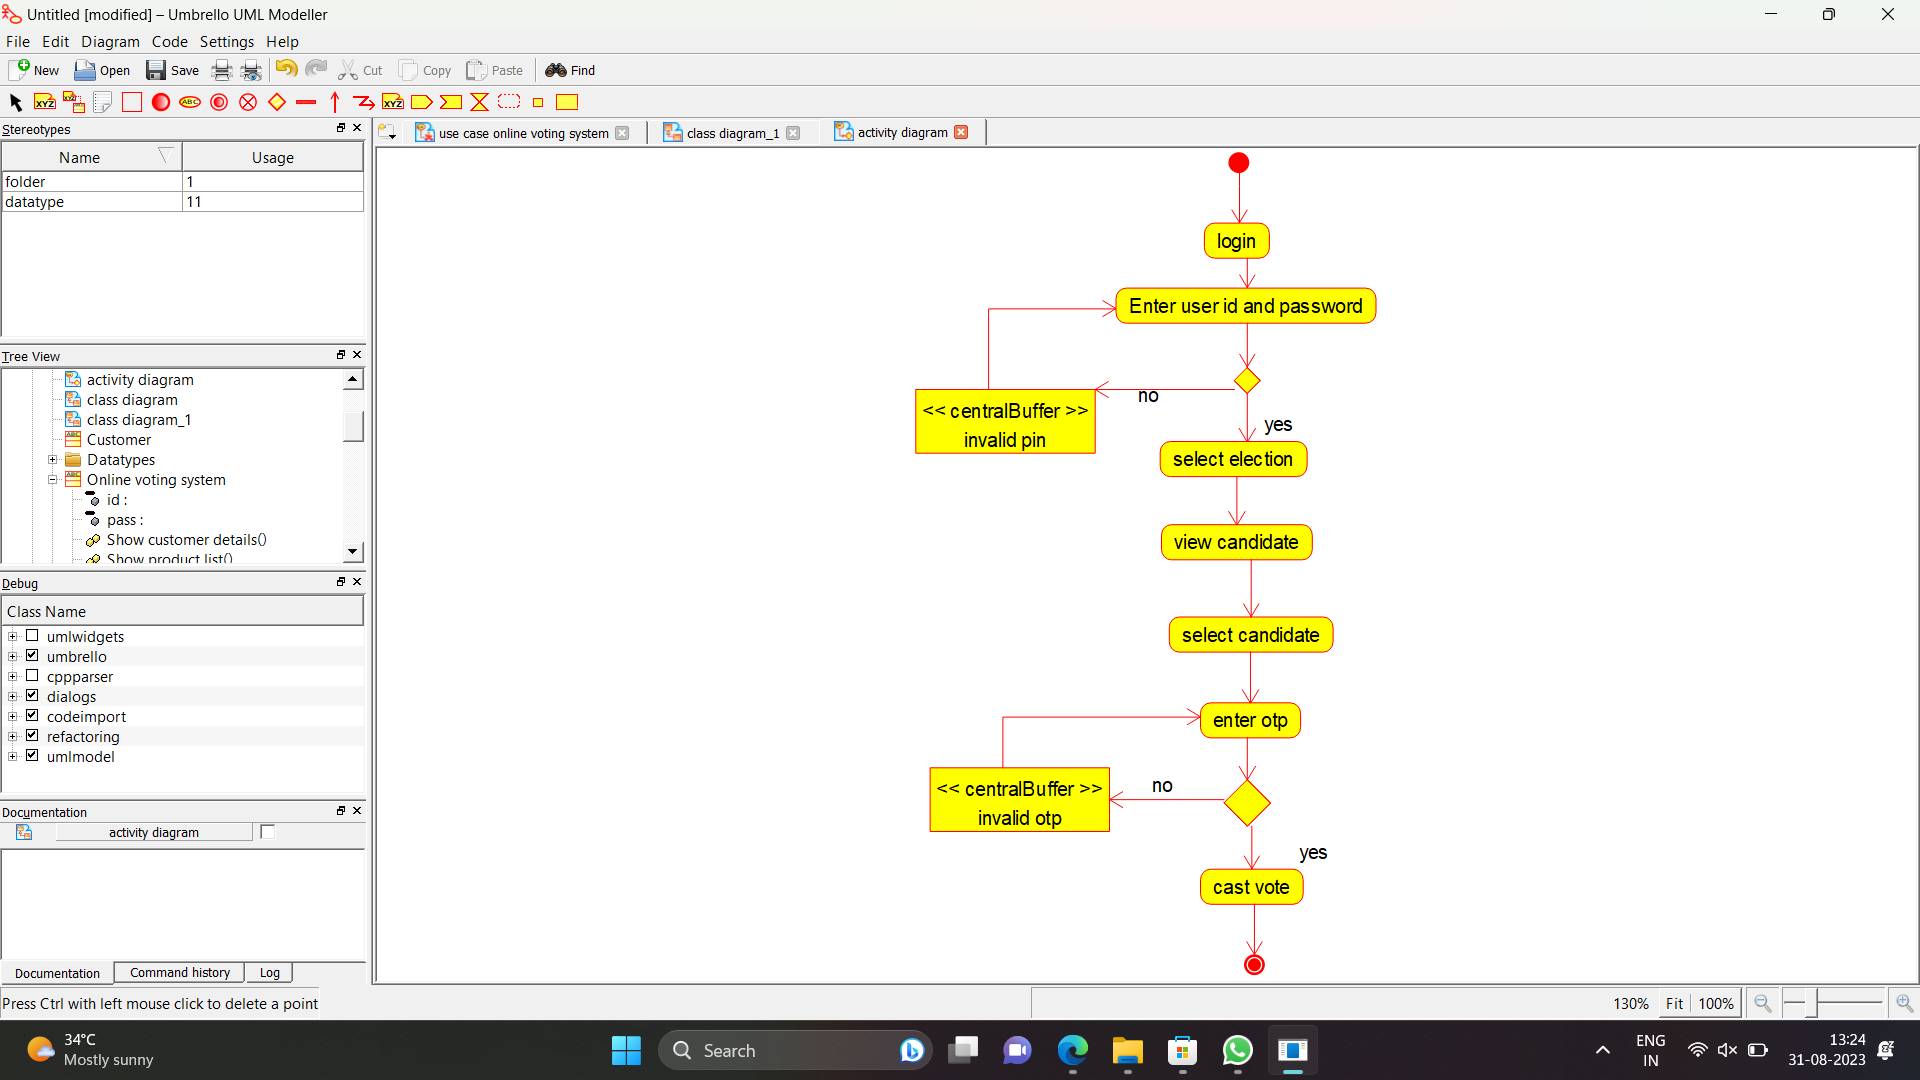 Untitled [modified] – Umbrello UML Modeller
File Edit Diagram Code Settings Help
New Open Save Cut Copy Paste Find
XYZ XYZ ABC XYZ
Stereotypes
Name Usage
folder 1
datatype 11
Tree View
activity diagram
class diagram
class diagram_1
Customer
Datatypes
Online voting system
id :
pass :
Show customer details()
Show product list()
Debug
Class Name
umlwidgets
umbrello
cppparser
dialogs
codeimport
refactoring
umlmodel
Documentation
activity diagram
Documentation Command history Log
Press Ctrl with left mouse click to delete a point
use case online voting system class diagram_1 activity diagram
login
Enter user id and password
no
<< centralBuffer >>
invalid pin
yes
select election
view candidate
select candidate
enter otp
no
<< centralBuffer >>
invalid otp
yes
cast vote
130% Fit 100%
34°C
Mostly sunny
Search
ENG
IN
13:24
31-08-2023